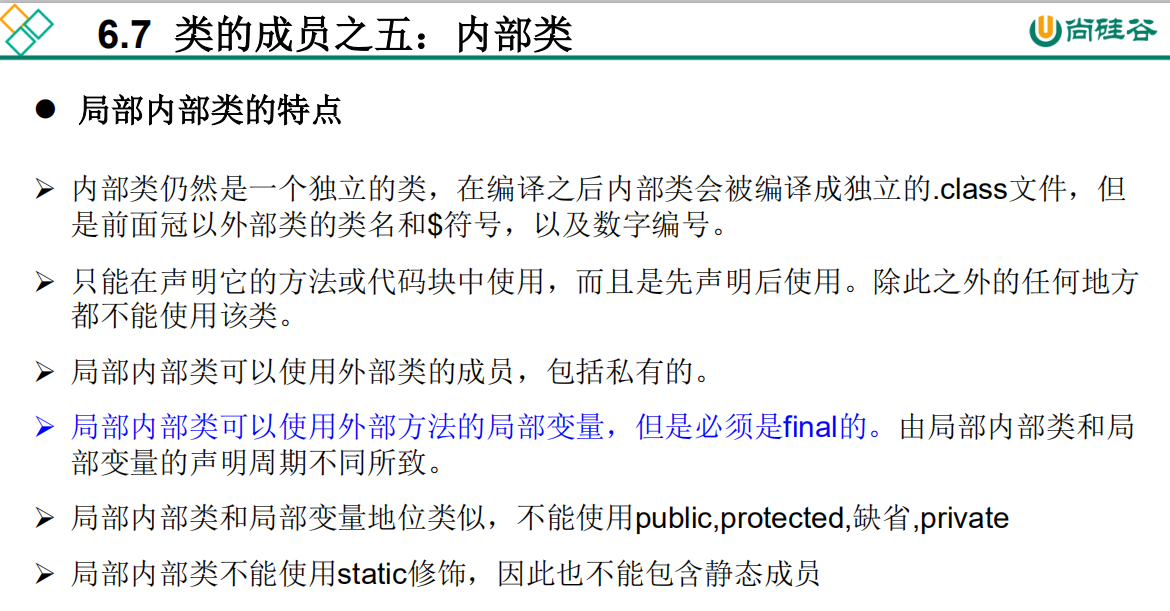 6.7 类的成员之五：内部类
尚硅谷
● 局部内部类的特点
➢ 内部类仍然是一个独立的类，在编译之后内部类会被编译成独立的.class文件，但
是前面冠以外部类的类名和$符号，以及数字编号。
➢ 只能在声明它的方法或代码块中使用，而且是先声明后使用。除此之外的任何地方
都不能使用该类。
➢ 局部内部类可以使用外部类的成员，包括私有的。
➢ 局部内部类可以使用外部方法的局部变量，但是必须是final的。由局部内部类和局
部变量的声明周期不同所致。
➢ 局部内部类和局部变量地位类似，不能使用public,protected,缺省,private
➢ 局部内部类不能使用static修饰，因此也不能包含静态成员